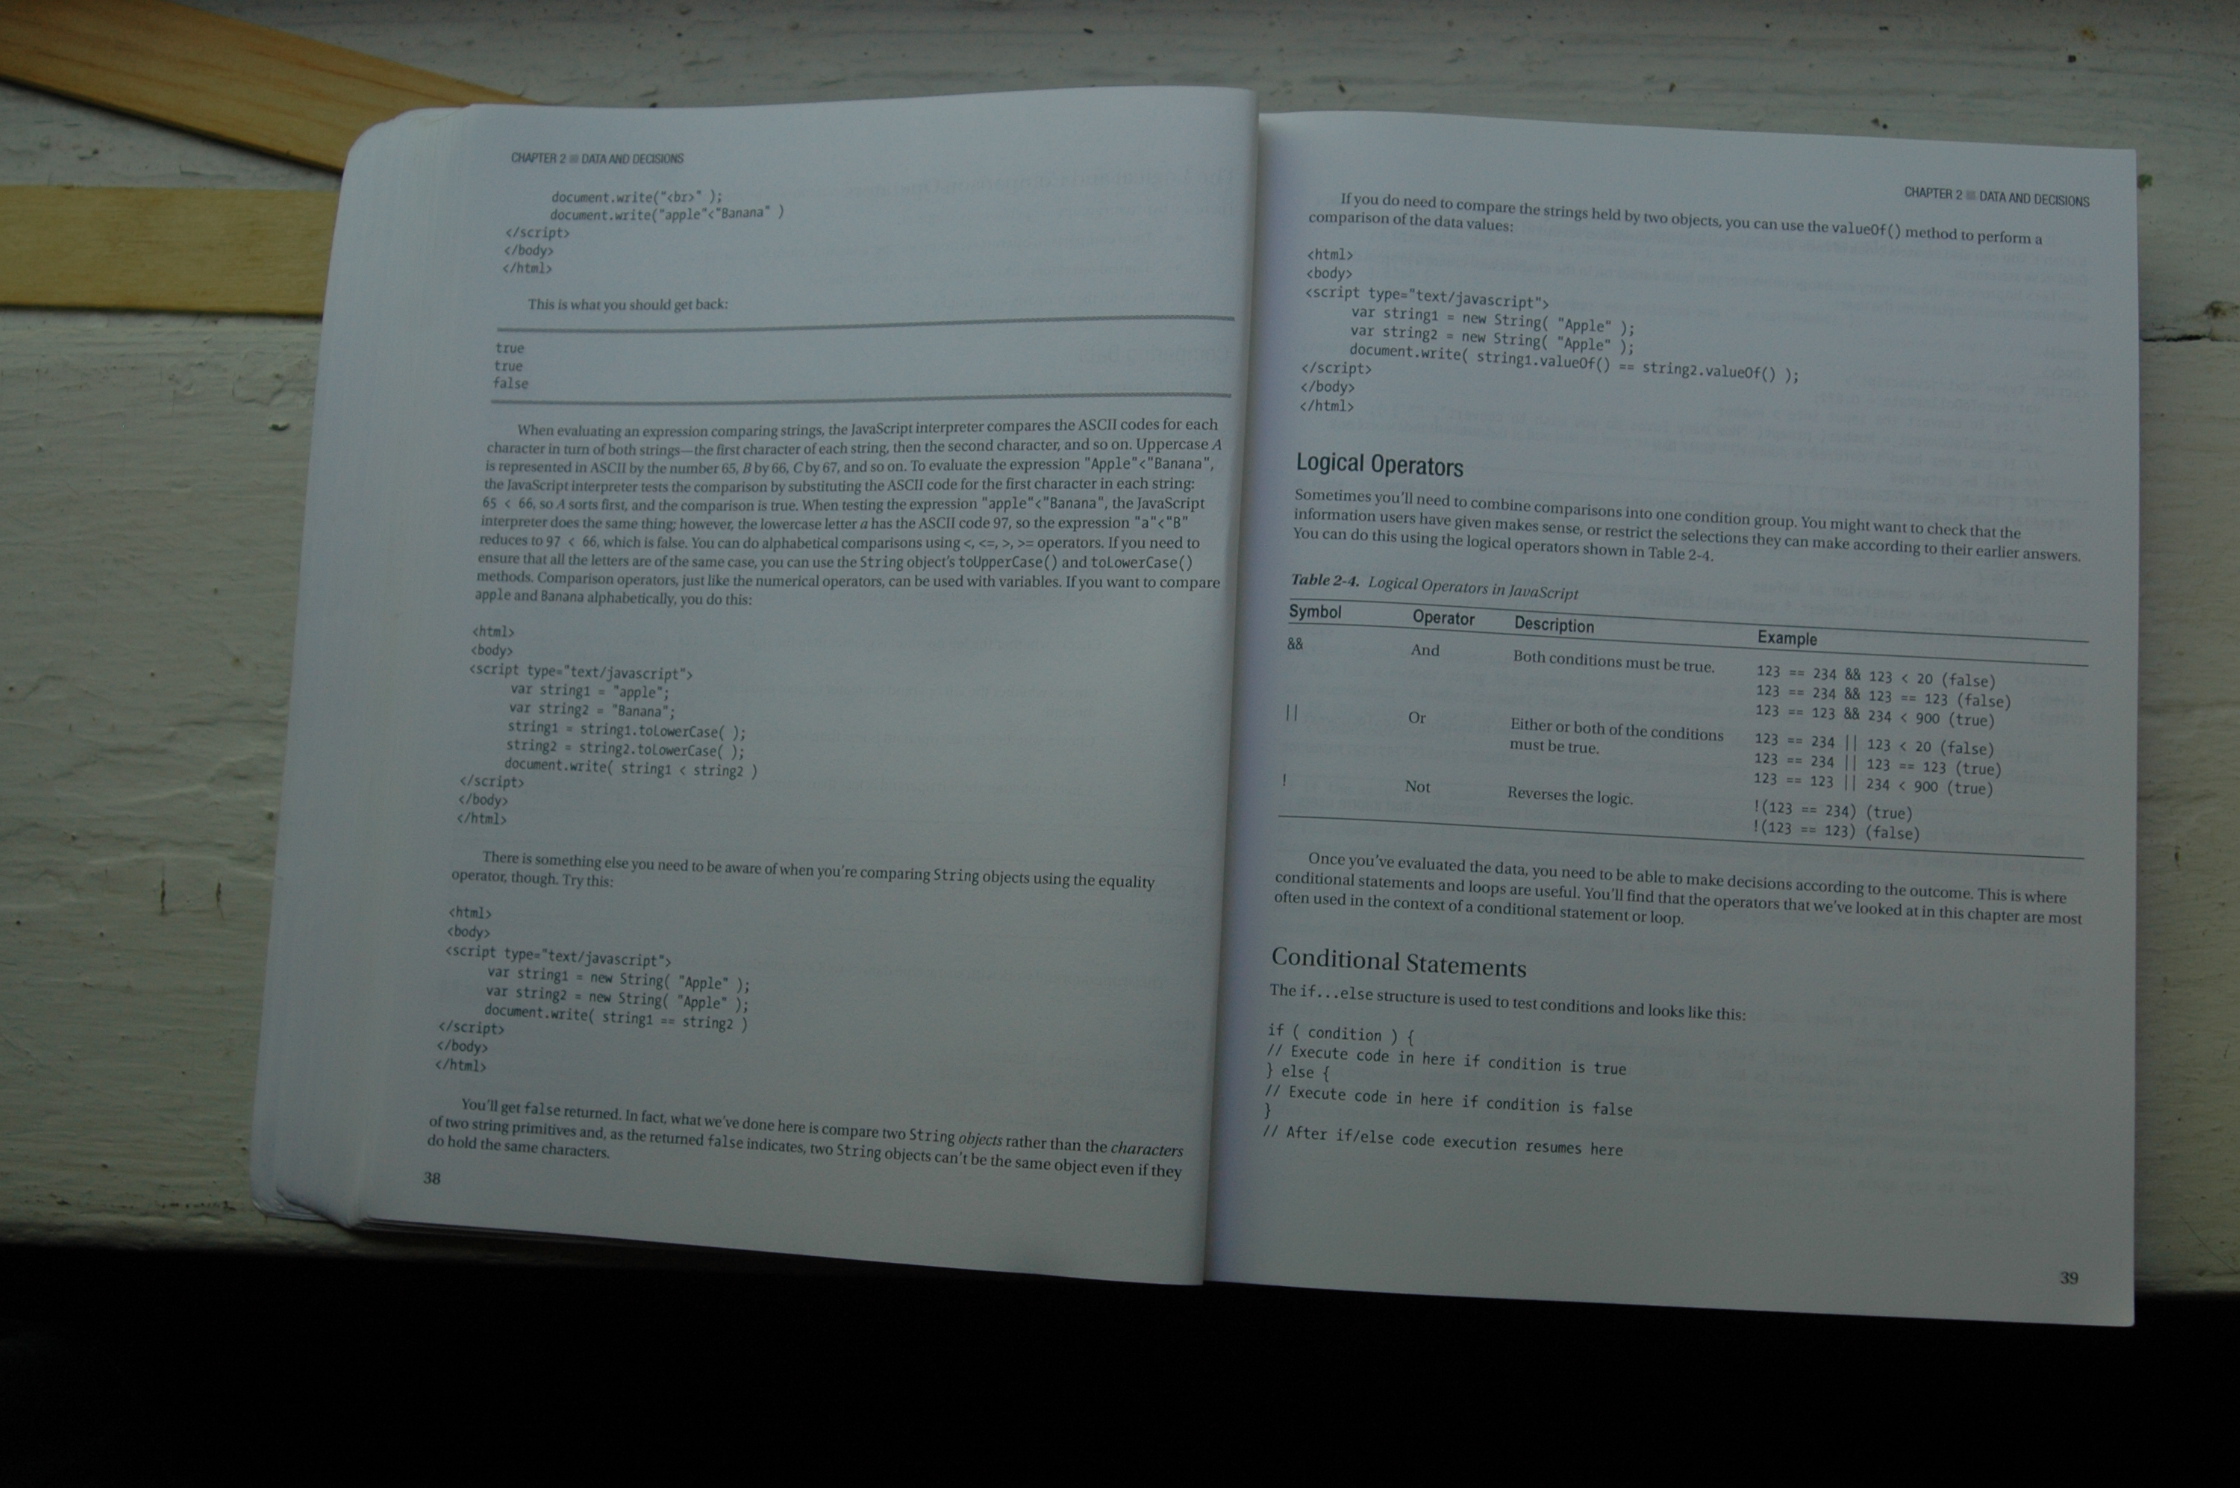 CHAPTER 2 ■ DATA AND DECISIONS
document.write("<br>" );
document.write("apple"<"Banana" )
</script>
</body>
</html>
This is what you should get back:
true
true
false
When evaluating an expression comparing strings, the JavaScript interpreter compares the ASCII codes for each
character in turn of both strings—the first character of each string, then the second character, and so on. Uppercase A
is represented in ASCII by the number 65, B by 66, C by 67, and so on. To evaluate the expression "Apple"<"Banana",
the JavaScript interpreter tests the comparison by substituting the ASCII code for the first character in each string:
65 < 66, so A sorts first, and the comparison is true. When testing the expression "apple"<"Banana", the JavaScript
interpreter does the same thing; however, the lowercase letter a has the ASCII code 97, so the expression "a"<"B"
reduces to 97 < 66, which is false. You can do alphabetical comparisons using <, <=, >, >= operators. If you need to
ensure that all the letters are of the same case, you can use the String object's toUpperCase() and toLowerCase()
methods. Comparison operators, just like the numerical operators, can be used with variables. If you want to compare
apple and Banana alphabetically, you do this:
<html>
<body>
<script type="text/javascript">
var string1 = "apple";
var string2 = "Banana";
string1 = string1.toLowerCase( );
string2 = string2.toLowerCase( );
document.write( string1 < string2 )
</script>
</body>
</html>
There is something else you need to be aware of when you're comparing String objects using the equality
operator, though. Try this:
<html>
<body>
<script type="text/javascript">
var string1 = new String( "Apple" );
var string2 = new String( "Apple" );
document.write( string1 == string2 )
</script>
</body>
</html>
You'll get false returned. In fact, what we've done here is compare two String objects rather than the characters
of two string primitives and, as the returned false indicates, two String objects can't be the same object even if they
do hold the same characters.
38
CHAPTER 2 ■ DATA AND DECISIONS
If you do need to compare the strings held by two objects, you can use the valueOf() method to perform a
comparison of the data values:
<html>
<body>
<script type="text/javascript">
var string1 = new String( "Apple" );
var string2 = new String( "Apple" );
document.write( string1.valueOf() == string2.valueOf() );
</script>
</body>
</html>
Logical Operators
Sometimes you'll need to combine comparisons into one condition group. You might want to check that the
information users have given makes sense, or restrict the selections they can make according to their earlier answers.
You can do this using the logical operators shown in Table 2-4.
Table 2-4. Logical Operators in JavaScript
Symbol Operator Description Example
&& And Both conditions must be true. 123 == 234 && 123 < 20 (false)
123 == 234 && 123 == 123 (false)
123 == 123 && 234 < 900 (true)
|| Or Either or both of the conditions 123 == 234 || 123 < 20 (false)
must be true. 123 == 234 || 123 == 123 (true)
123 == 123 || 234 < 900 (true)
! Not Reverses the logic. !(123 == 234) (true)
!(123 == 123) (false)
Once you've evaluated the data, you need to be able to make decisions according to the outcome. This is where
conditional statements and loops are useful. You'll find that the operators that we've looked at in this chapter are most
often used in the context of a conditional statement or loop.
Conditional Statements
The if...else structure is used to test conditions and looks like this:
if ( condition ) {
// Execute code in here if condition is true
} else {
// Execute code in here if condition is false
}
// After if/else code execution resumes here
39